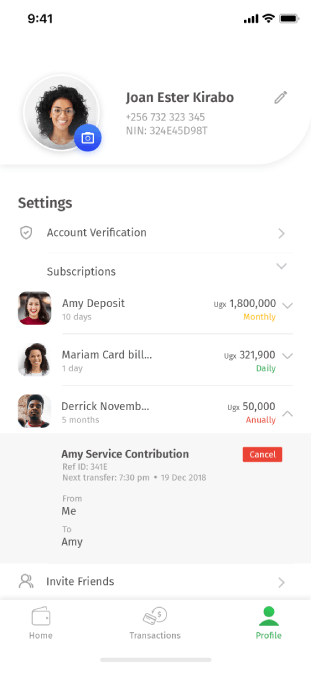 9:41
Joan Ester Kirabo
+256 732 323 345
NIN: 324E45D98T
Settings
Account Verification
Subscriptions
Amy Deposit
Ugx 1,800,000
10 days
Monthly
Mariam Card bill...
Ugx 321,900
1 day
Daily
Derrick Novemb...
Ugx 50,000
5 months
Anually
Amy Service Contribution
Cancel
Ref ID: 341E
Next transfer: 7:30 pm • 19 Dec 2018
From
Me
To
Amy
Invite Friends
Home
Transactions
Profile